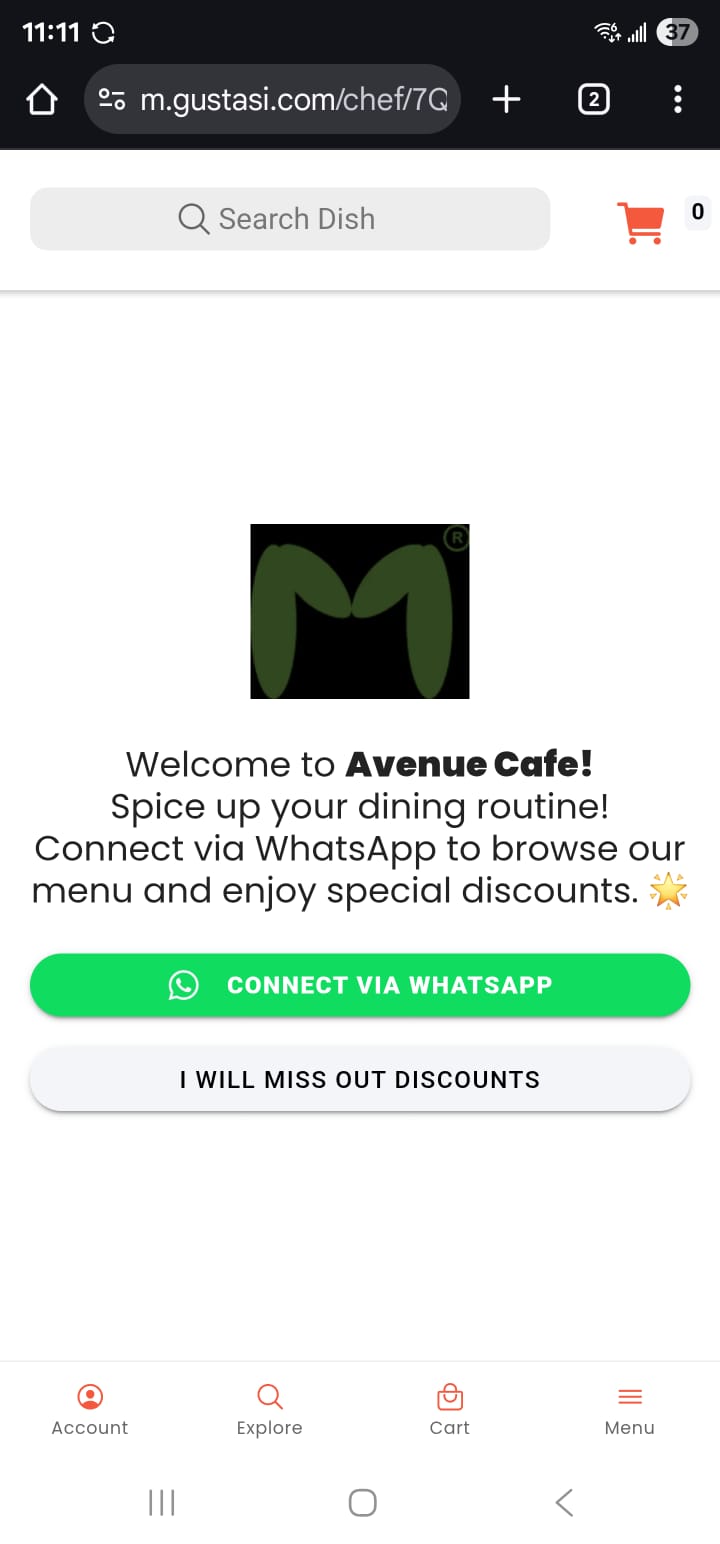 11:11
37
m.gustasi.com/chef/7Q
2
Search Dish
0
®
Welcome to Avenue Cafe!
Spice up your dining routine!
Connect via WhatsApp to browse our
menu and enjoy special discounts. 🌟
CONNECT VIA WHATSAPP
I WILL MISS OUT DISCOUNTS
Account Explore Cart Menu